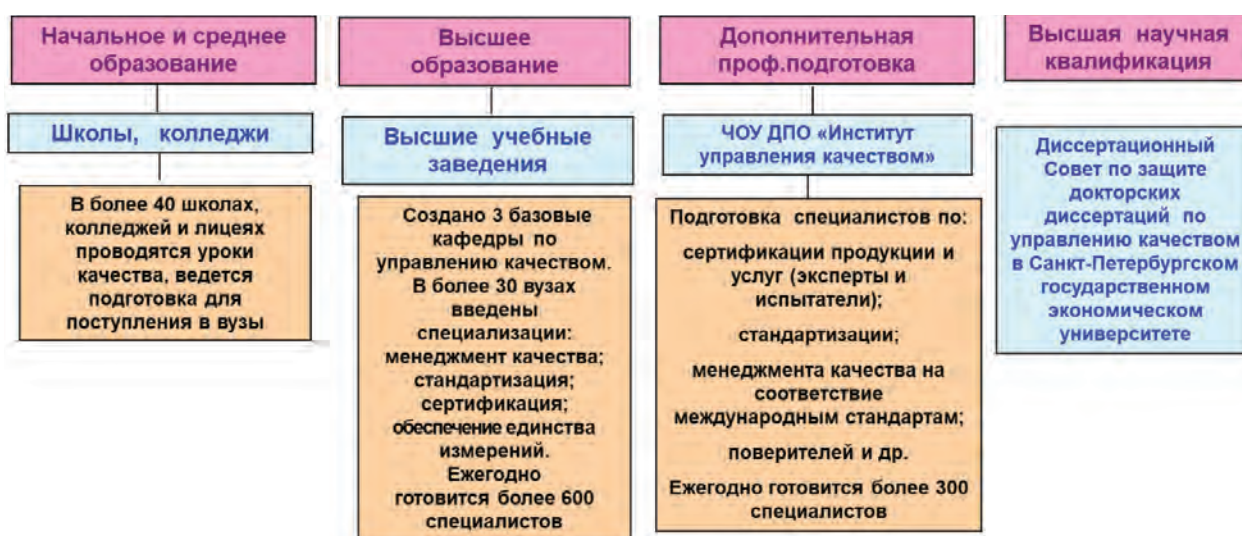 Начальное и среднее
образование
Школы, колледжи
В более 40 школах,
колледжей и лицеях
проводятся уроки
качества, ведется
подготовка для
поступления в вузы
Высшее
образование
Высшие учебные
заведения
Создано 3 базовые
кафедры по
управлению качеством.
В более 30 вузах
введены
специализации:
менеджмент качества;
стандартизация;
сертификация;
обеспечение единства
измерений.
Ежегодно
готовится более 600
специалистов
Дополнительная
проф.подготовка
ЧОУ ДПО «Институт
управления качеством»
Подготовка специалистов по:
сертификации продукции и
услуг (эксперты и
испытатели);
стандартизации;
менеджмента качества на
соответствие
международным стандартам;
поверителей и др.
Ежегодно готовится более 300
специалистов
Высшая научная
квалификация
Диссертационный
Совет по защите
докторских
диссертаций по
управлению качеством
в Санкт-Петербургском
государственном
экономическом
университете